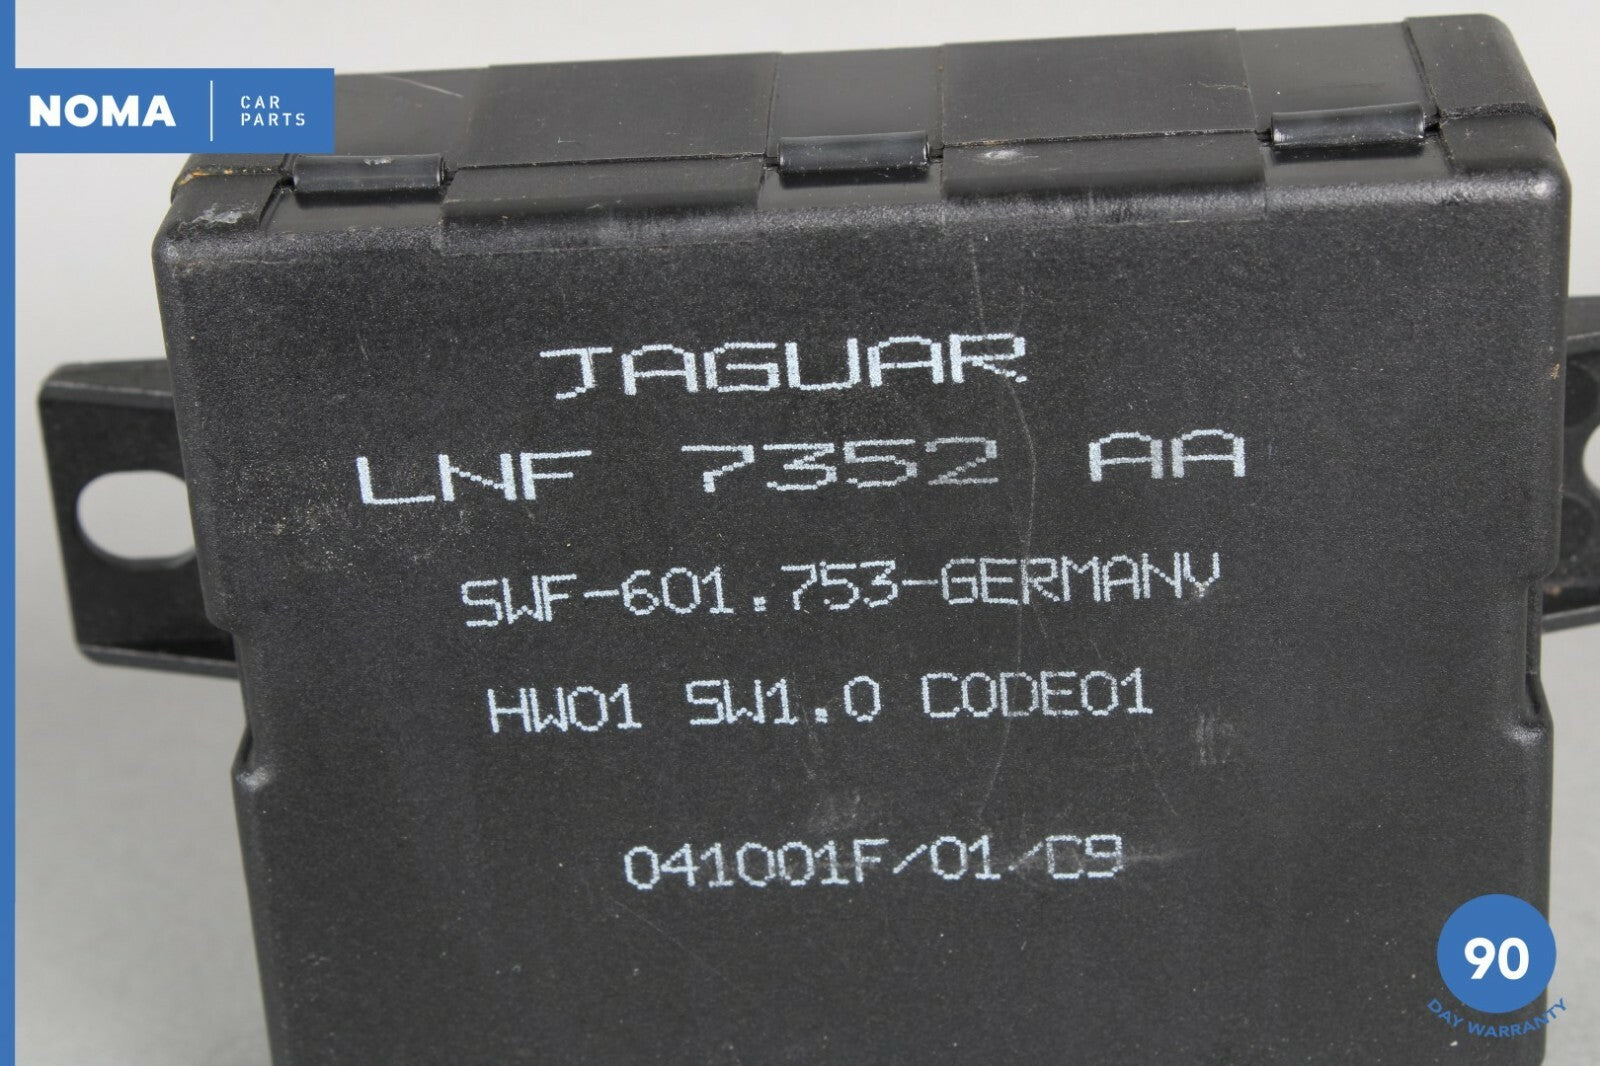 NOMA
CAR
PARTS
JAGUAR
LNF 7352 AA
SWF-601.753-GERMANY
HW01 SW1.0 CODE01
041001F/01/C9
90
DAY WARRANTY